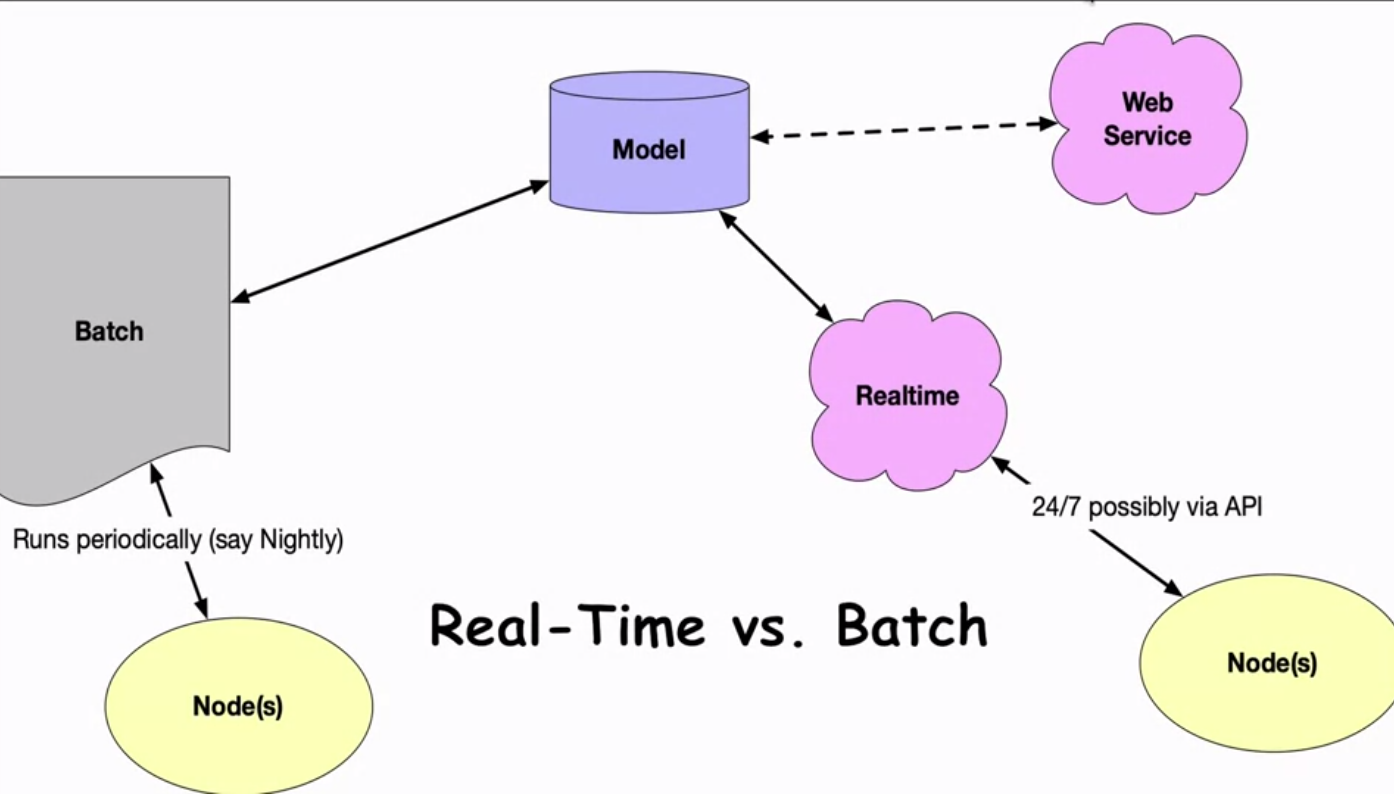 Web
Service
Model
Batch
Realtime
24/7 possibly via API
Runs periodically (say Nightly)
Real-Time vs. Batch
Node(s)
Node(s)